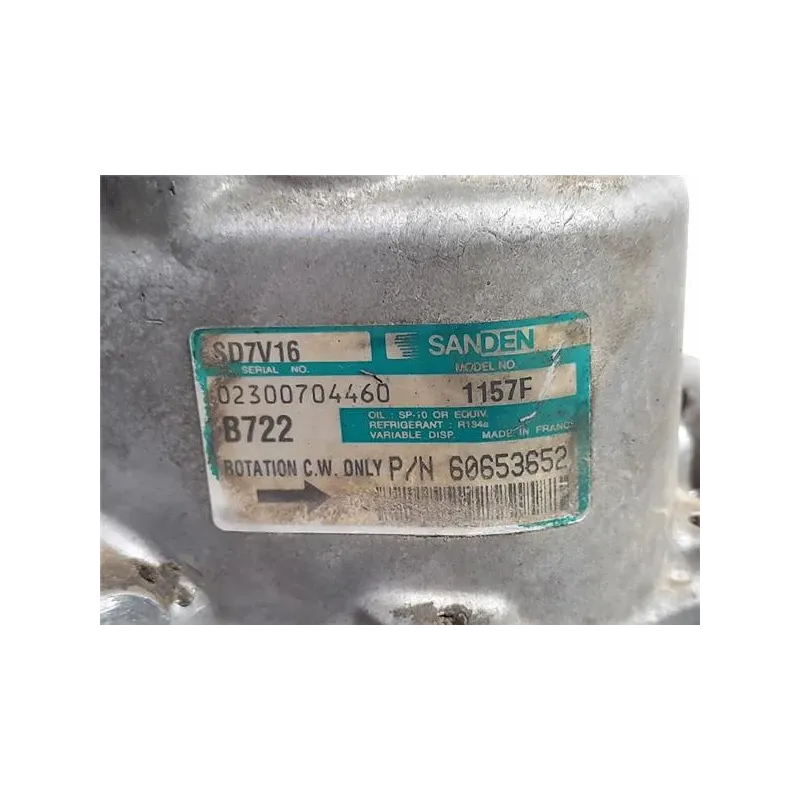 SD7V16 SANDEN
SERIAL NO. MODEL NO.
02300704460 1157F
B722 OIL : SP-10 OR EQUIV.
REFRIGERANT : R134a
VARIABLE DISP. MADE IN FRANCE
ROTATION C.W. ONLY P/N 60653652